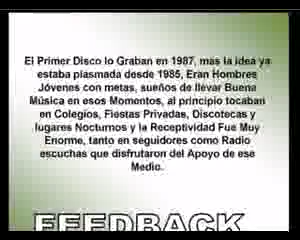 El Primer Disco lo Graban en 1987, mas la idea ya
estaba plasmada desde 1985, Eran Hombres
Jóvenes con metas, sueños de llevar Buena
Música en esos Momentos, al principio tocaban
en Colegios, Fiestas Privadas, Discotecas y
lugares Nocturnos y la Receptividad Fue Muy
Enorme, tanto en seguidores como Radio
escuchas que disfrutaron del Apoyo de ese
Medio.
FEEDBACK